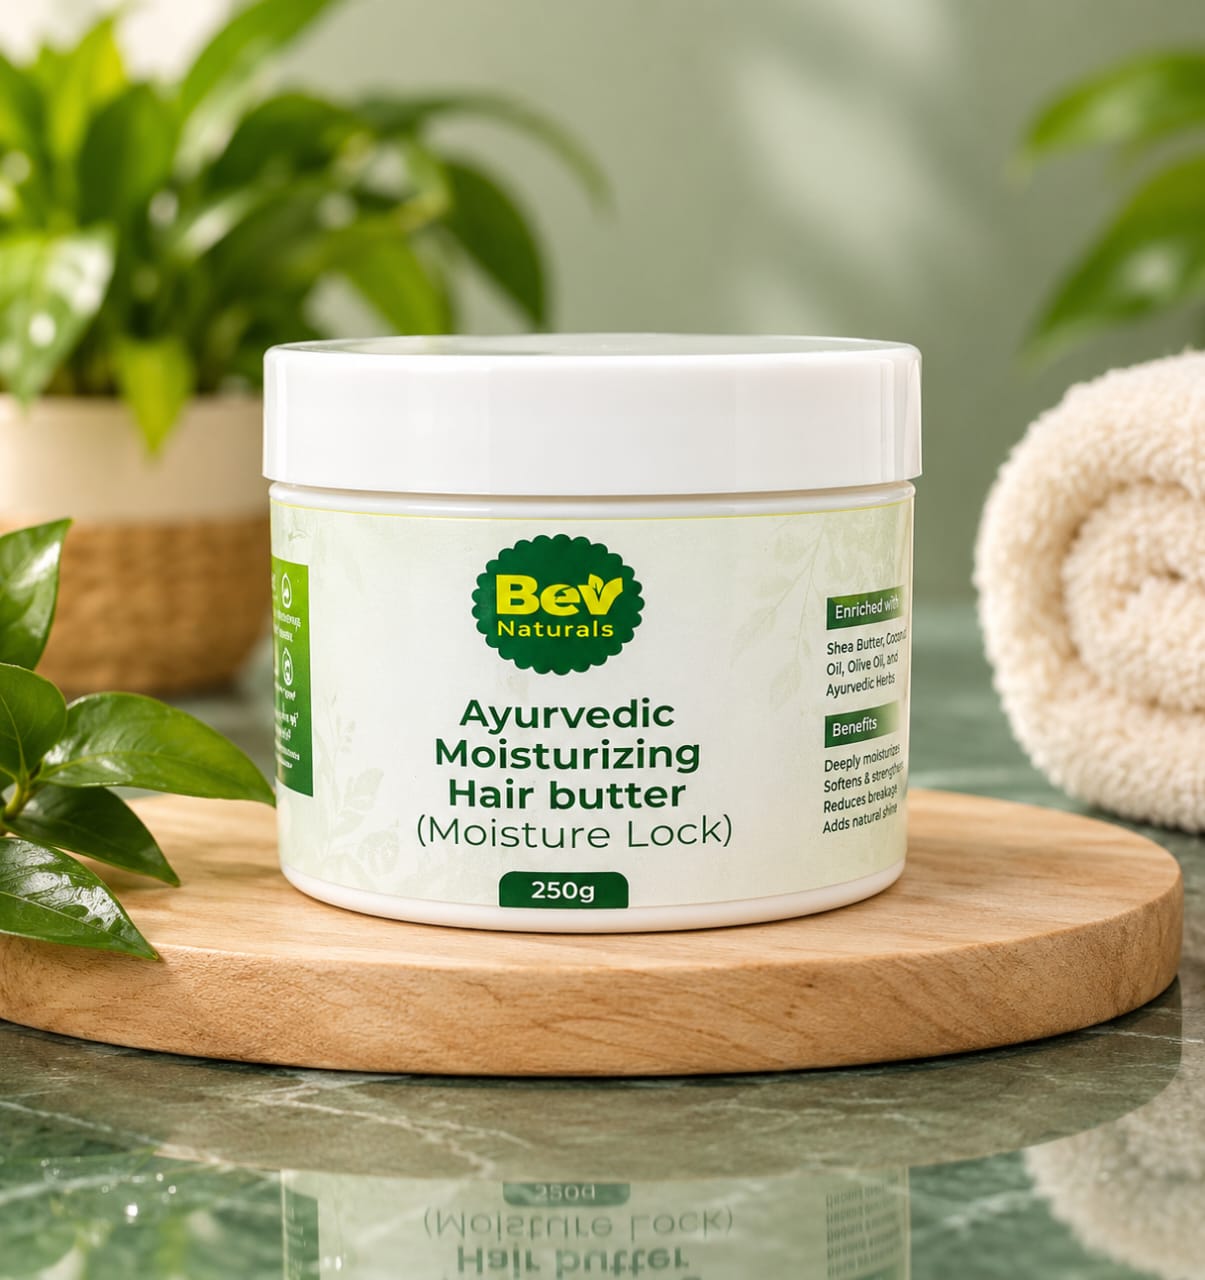 Bev
Naturals
Ayurvedic
Moisturizing
Hair butter
(Moisture Lock)
250g
Enriched with
Shea Butter, Coconut
Oil, Olive Oil, and
Ayurvedic Herbs
Benefits
Deeply moisturizes
Softens & strengthens
Reduces breakage
Adds natural shine